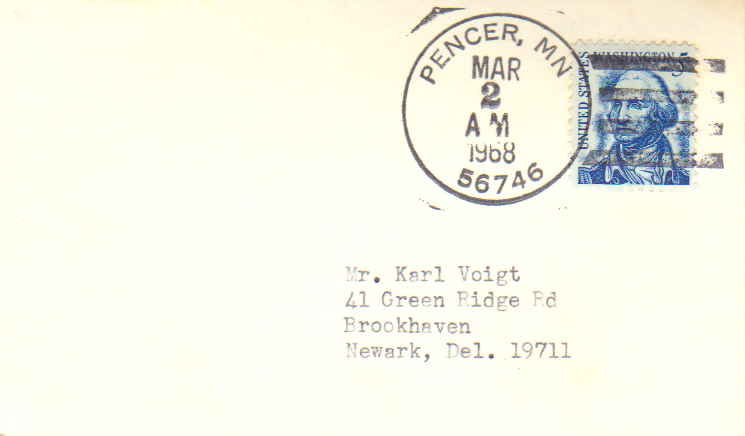 PENCER, MN
MAR
2
AM
1968
56746
UNITED STATES
WASHINGTON 5
Mr. Karl Voigt
41 Green Ridge Rd
Brookhaven
Newark, Del. 19711